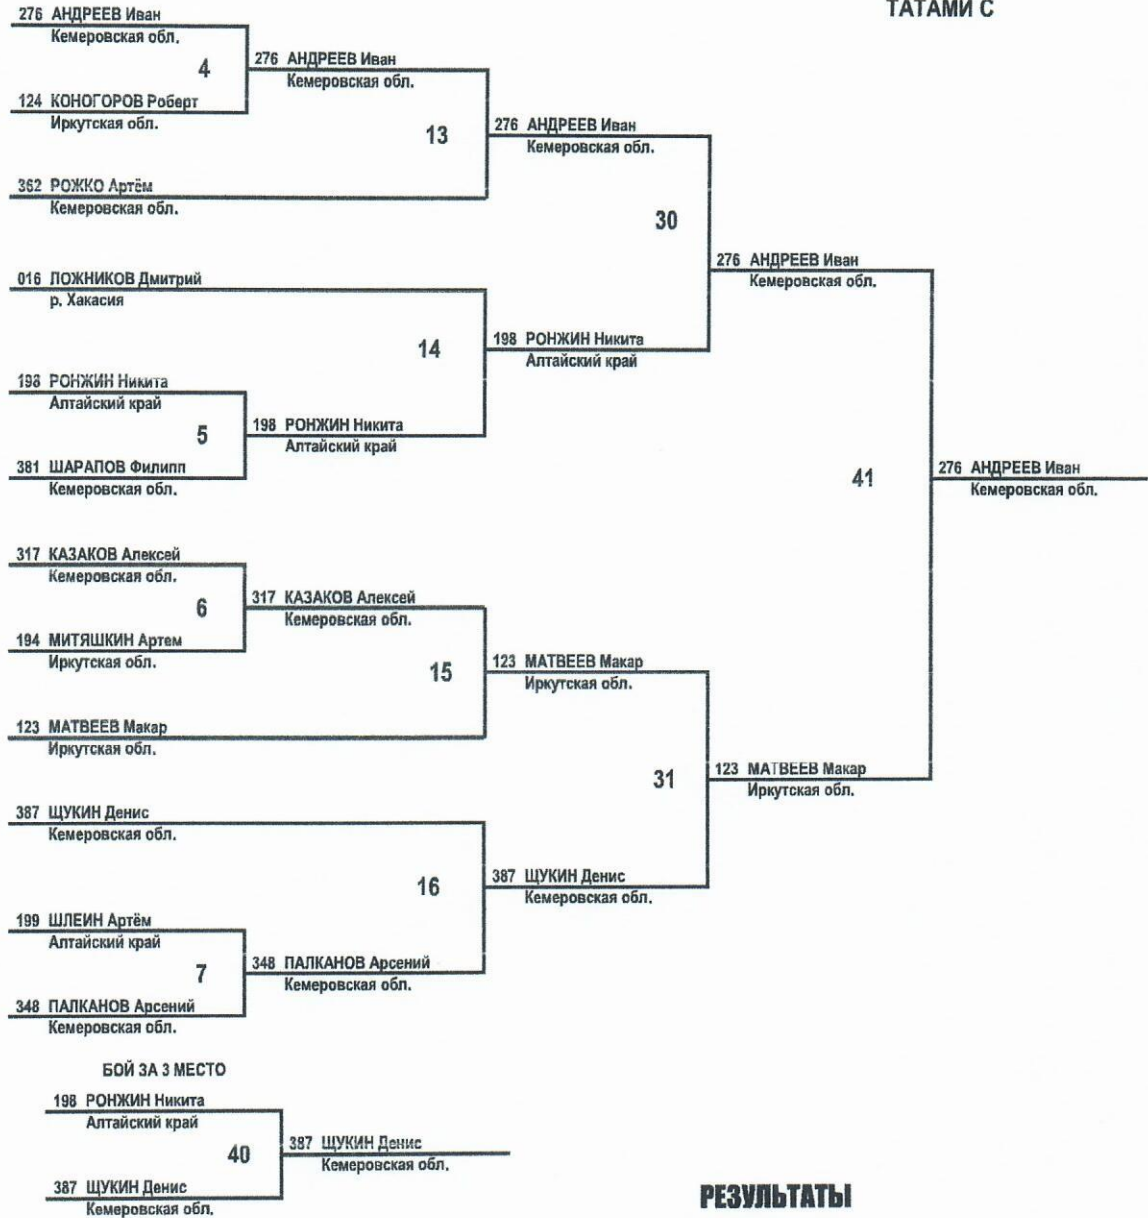 ТАТАМИ С
276 АНДРЕЕВ Иван
Кемеровская обл.
4
276 АНДРЕЕВ Иван
Кемеровская обл.
124 КОНОГОРОВ Роберт
Иркутская обл.
13
276 АНДРЕЕВ Иван
Кемеровская обл.
362 РОЖКО Артём
Кемеровская обл.
30
276 АНДРЕЕВ Иван
Кемеровская обл.
016 ЛОЖНИКОВ Дмитрий
р. Хакасия
14
198 РОНЖИН Никита
Алтайский край
198 РОНЖИН Никита
Алтайский край
5
198 РОНЖИН Никита
Алтайский край
381 ШАРАПОВ Филипп
Кемеровская обл.
41
276 АНДРЕЕВ Иван
Кемеровская обл.
317 КАЗАКОВ Алексей
Кемеровская обл.
6
317 КАЗАКОВ Алексей
Кемеровская обл.
194 МИТЯШКИН Артем
Иркутская обл.
15
123 МАТВЕЕВ Макар
Иркутская обл.
123 МАТВЕЕВ Макар
Иркутская обл.
31
123 МАТВЕЕВ Макар
Иркутская обл.
387 ЩУКИН Денис
Кемеровская обл.
16
387 ЩУКИН Денис
Кемеровская обл.
199 ШЛЕИН Артём
Алтайский край
7
348 ПАЛКАНОВ Арсений
Кемеровская обл.
348 ПАЛКАНОВ Арсений
Кемеровская обл.
БОЙ ЗА 3 МЕСТО
198 РОНЖИН Никита
Алтайский край
40
387 ЩУКИН Денис
Кемеровская обл.
387 ЩУКИН Денис
Кемеровская обл.
РЕЗУЛЬТАТЫ